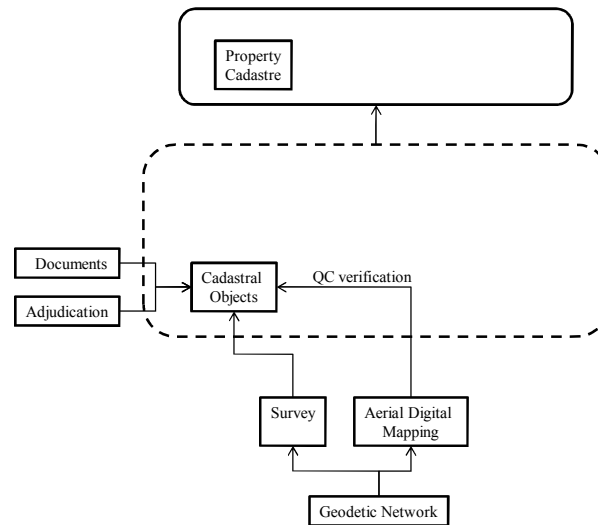 Property
Cadastre
Documents
Adjudication
Cadastral
Objects
QC verification
Survey
Aerial Digital
Mapping
Geodetic Network